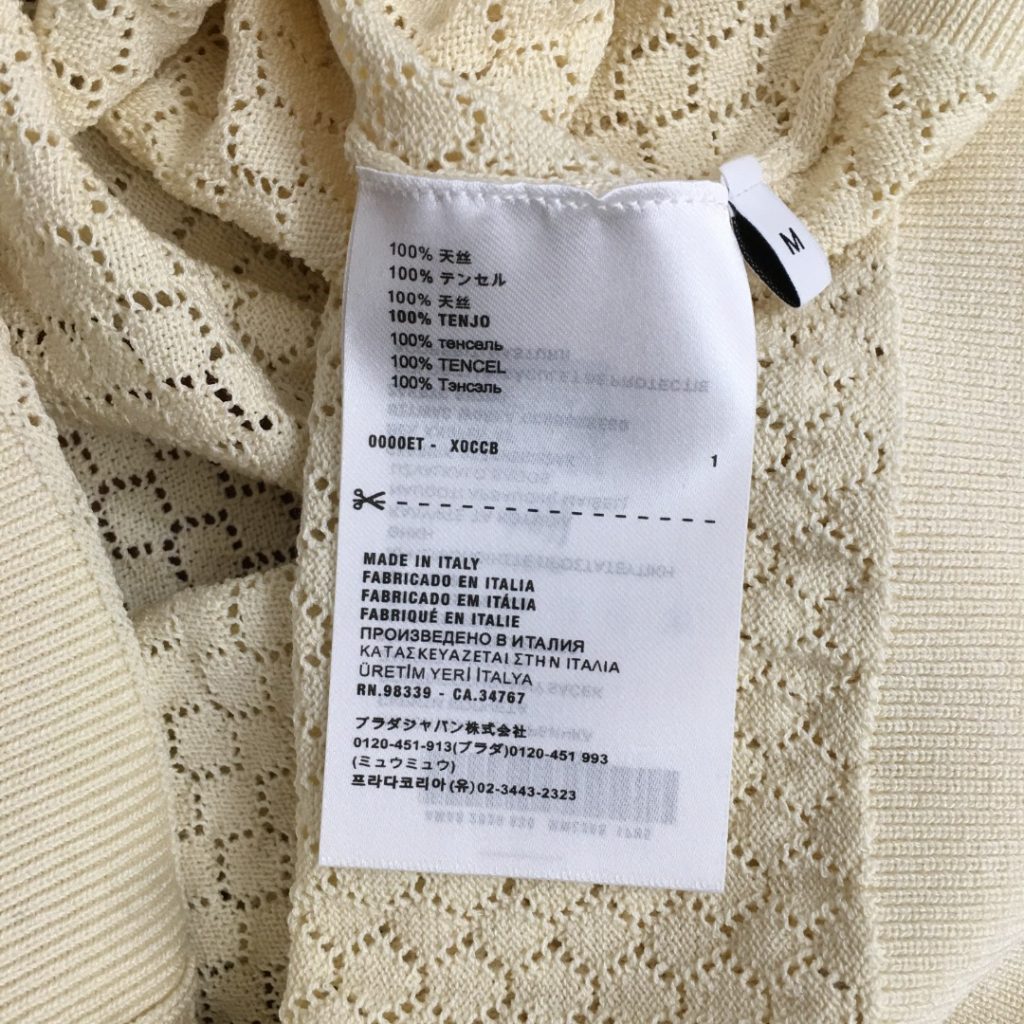 M
100% 天丝
100% テンセル
100% 天丝
100% TENJO
100% тенсель
100% TENCEL
100% Тэнсэль
0000ET - X0CCB
1
MADE IN ITALY
FABRICADO EN ITALIA
FABRICADO EM ITÁLIA
FABRIQUÉ EN ITALIE
ПРОИЗВЕДЕНО В ИТАЛИЯ
ΚΑΤΑΣΚΕΥΑΖΕΤΑΙ ΣΤΗΝ ΙΤΑΛΙΑ
ÜRETİM YERİ İTALYA
RN.98339 - CA.34767
プラダジャパン株式会社
0120-451-913(プラダ)0120-451 993
(ミュウミュウ)
프라다코리아(유)02-3443-2323